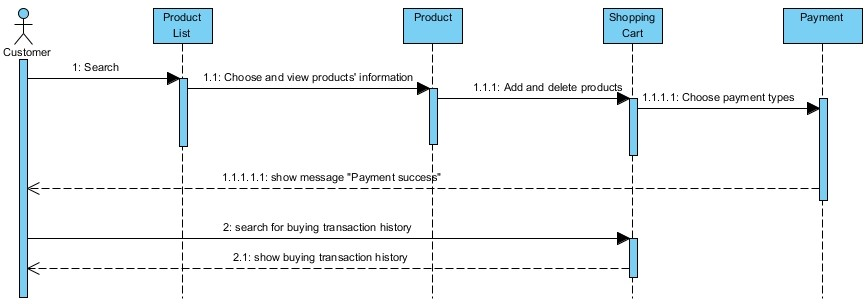 Customer
Product
List
Product
Shopping
Cart
Payment
1: Search
1.1: Choose and view products' information
1.1.1: Add and delete products
1.1.1.1: Choose payment types
1.1.1.1.1: show message "Payment success"
2: search for buying transaction history
2.1: show buying transaction history